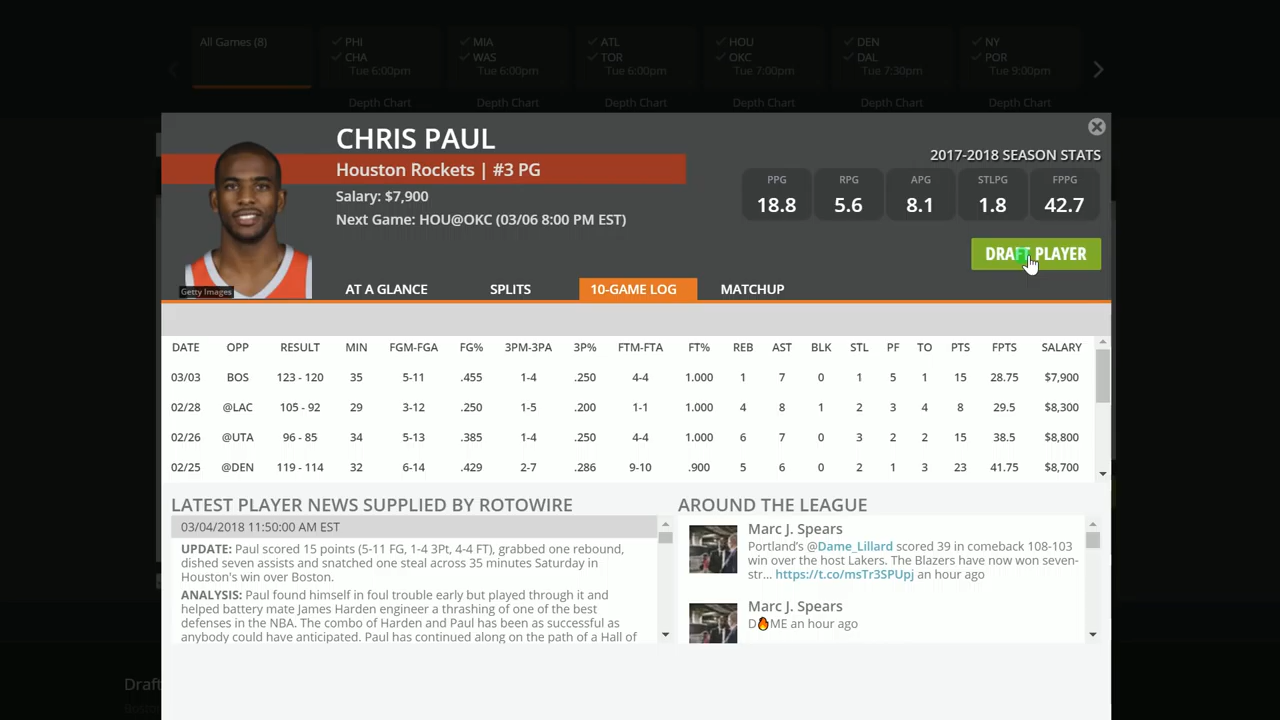 All Games (8)
PHI
CHA
Tue 6:00pm
MIA
WAS
Tue 6:00pm
ATL
TOR
Tue 6:00pm
HOU
OKC
Tue 7:00pm
DEN
DAL
Tue 7:30pm
NY
POR
Tue 9:00pm
Depth Chart Depth Chart Depth Chart Depth Chart Depth Chart Depth Chart
CHRIS PAUL
Houston Rockets | #3 PG
Salary: $7,900
Next Game: HOU@OKC (03/06 8:00 PM EST)
Getty Images
2017-2018 SEASON STATS
PPG RPG APG STLPG FPPG
18.8 5.6 8.1 1.8 42.7
DRAFT PLAYER
AT A GLANCE SPLITS 10-GAME LOG MATCHUP
DATE OPP RESULT MIN FGM-FGA FG% 3PM-3PA 3P% FTM-FTA FT% REB AST BLK STL PF TO PTS FPTS SALARY
03/03 BOS 123 - 120 35 5-11 .455 1-4 .250 4-4 1.000 1 7 0 1 5 1 15 28.75 $7,900
02/28 @LAC 105 - 92 29 3-12 .250 1-5 .200 1-1 1.000 4 8 1 2 3 4 8 29.5 $8,300
02/26 @UTA 96 - 85 34 5-13 .385 1-4 .250 4-4 1.000 6 7 0 3 2 2 15 38.5 $8,800
02/25 @DEN 119 - 114 32 6-14 .429 2-7 .286 9-10 .900 5 6 0 2 1 3 23 41.75 $8,700
LATEST PLAYER NEWS SUPPLIED BY ROTOWIRE
03/04/2018 11:50:00 AM EST
UPDATE: Paul scored 15 points (5-11 FG, 1-4 3Pt, 4-4 FT), grabbed one rebound,
dished seven assists and snatched one steal across 35 minutes Saturday in
Houston's win over Boston.
ANALYSIS: Paul found himself in foul trouble early but played through it and
helped battery mate James Harden engineer a thrashing of one of the best
defenses in the NBA. The combo of Harden and Paul has been as successful as
anybody could have anticipated. Paul has continued along on the path of a Hall of
AROUND THE LEAGUE
Marc J. Spears
Portland's @Dame_Lillard scored 39 in comeback 108-103
win over the host Lakers. The Blazers have now won seven-
str... https://t.co/msTr3SPUpj an hour ago
Marc J. Spears
D🔥ME an hour ago
Draft